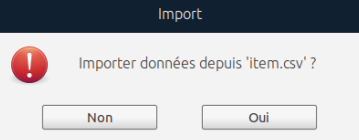 Import
Importer données depuis 'item.csv' ?
Non
Oui